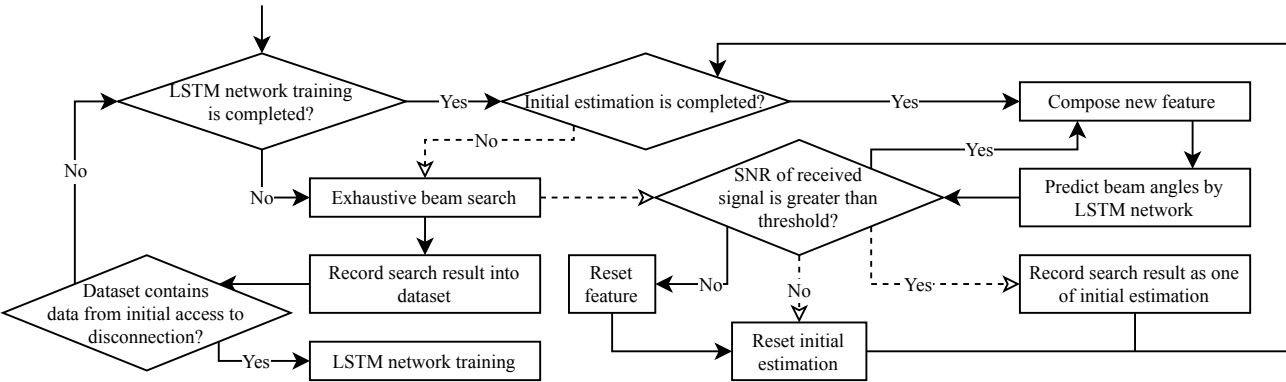 LSTM network training
is completed?
Yes
Initial estimation is completed?
Yes
Compose new feature
No
No
No
Yes
Exhaustive beam search
SNR of received
signal is greater than
threshold?
Predict beam angles by
LSTM network
Record search result into
dataset
Dataset contains
data from initial access to
disconnection?
Yes
LSTM network training
Reset
feature
No
No
Yes
Record search result as one
of initial estimation
Reset initial
estimation